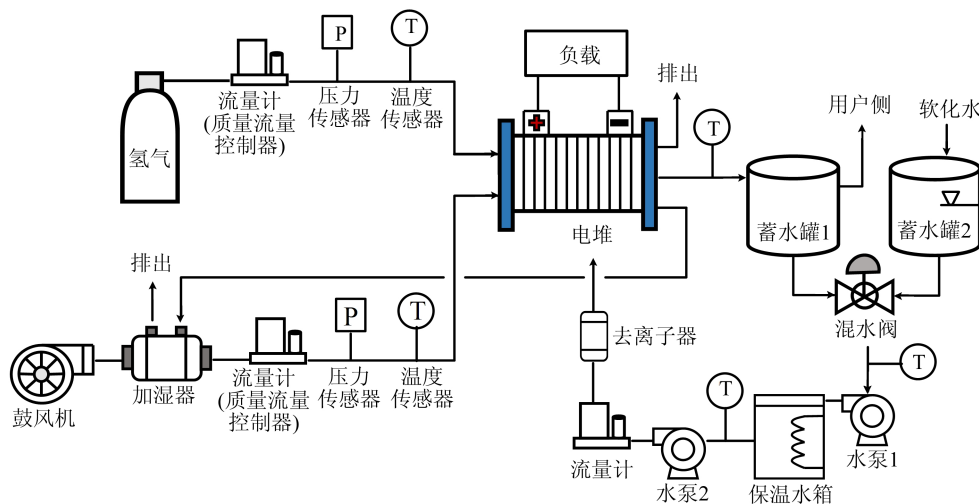 P
T
负载
排出
T
用户侧
软化水
流量计
(质量流量
控制器)
压力
传感器
温度
传感器
氢气
电堆
蓄水罐1
蓄水罐2
排出
P
T
混水阀
去离子器
T
加湿器
鼓风机
流量计
(质量流量
控制器)
压力
传感器
温度
传感器
T
流量计
水泵2
保温水箱
水泵1